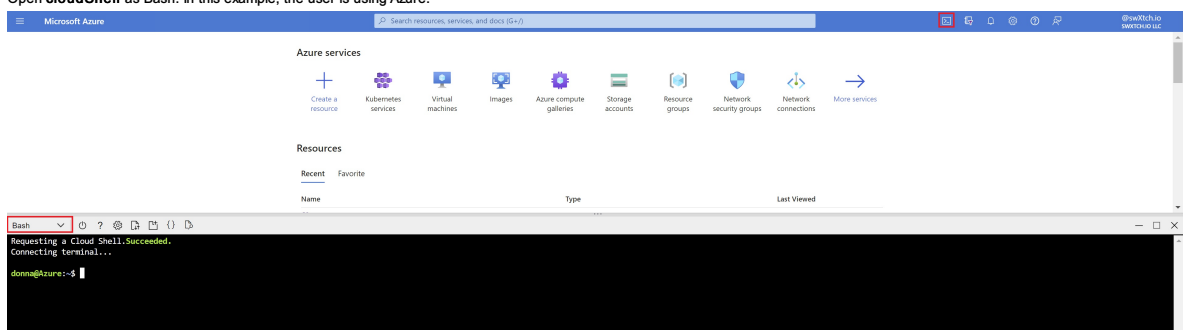 Open cloudShell as Bash. In this example, the user is using Azure.
Microsoft Azure
Search resources, services, and docs (G+/)
@swXtch.io
SWXTCH.IO LLC
Azure services
Create a resource
Kubernetes services
Virtual machines
Images
Azure compute galleries
Storage accounts
Resource groups
Network security groups
Network connections
More services
Resources
Recent Favorite
Name Type Last Viewed
Bash
Requesting a Cloud Shell.Succeeded.
Connecting terminal...
donna@Azure:~$